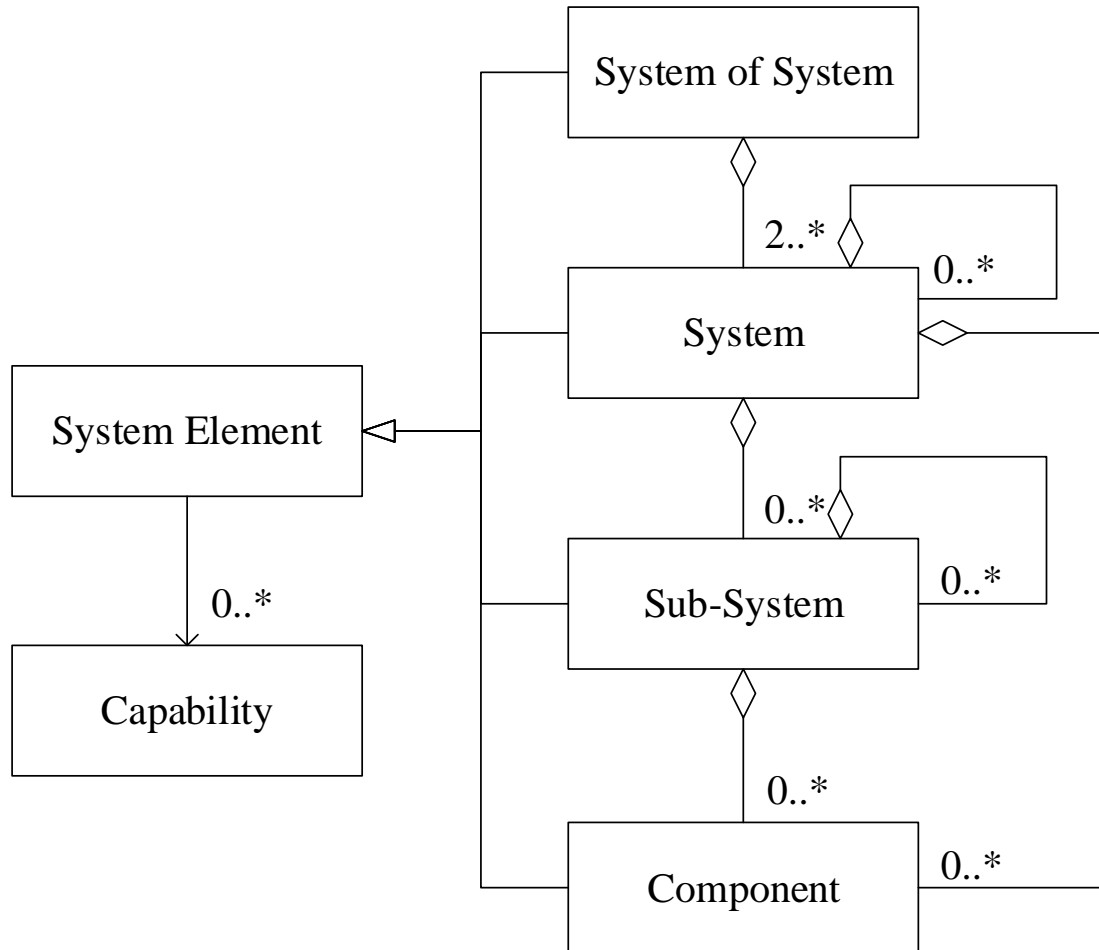 System of System
2..*
0..*
System
System Element
0..*
0..*
Sub-System
0..*
Capability
0..*
Component
0..*